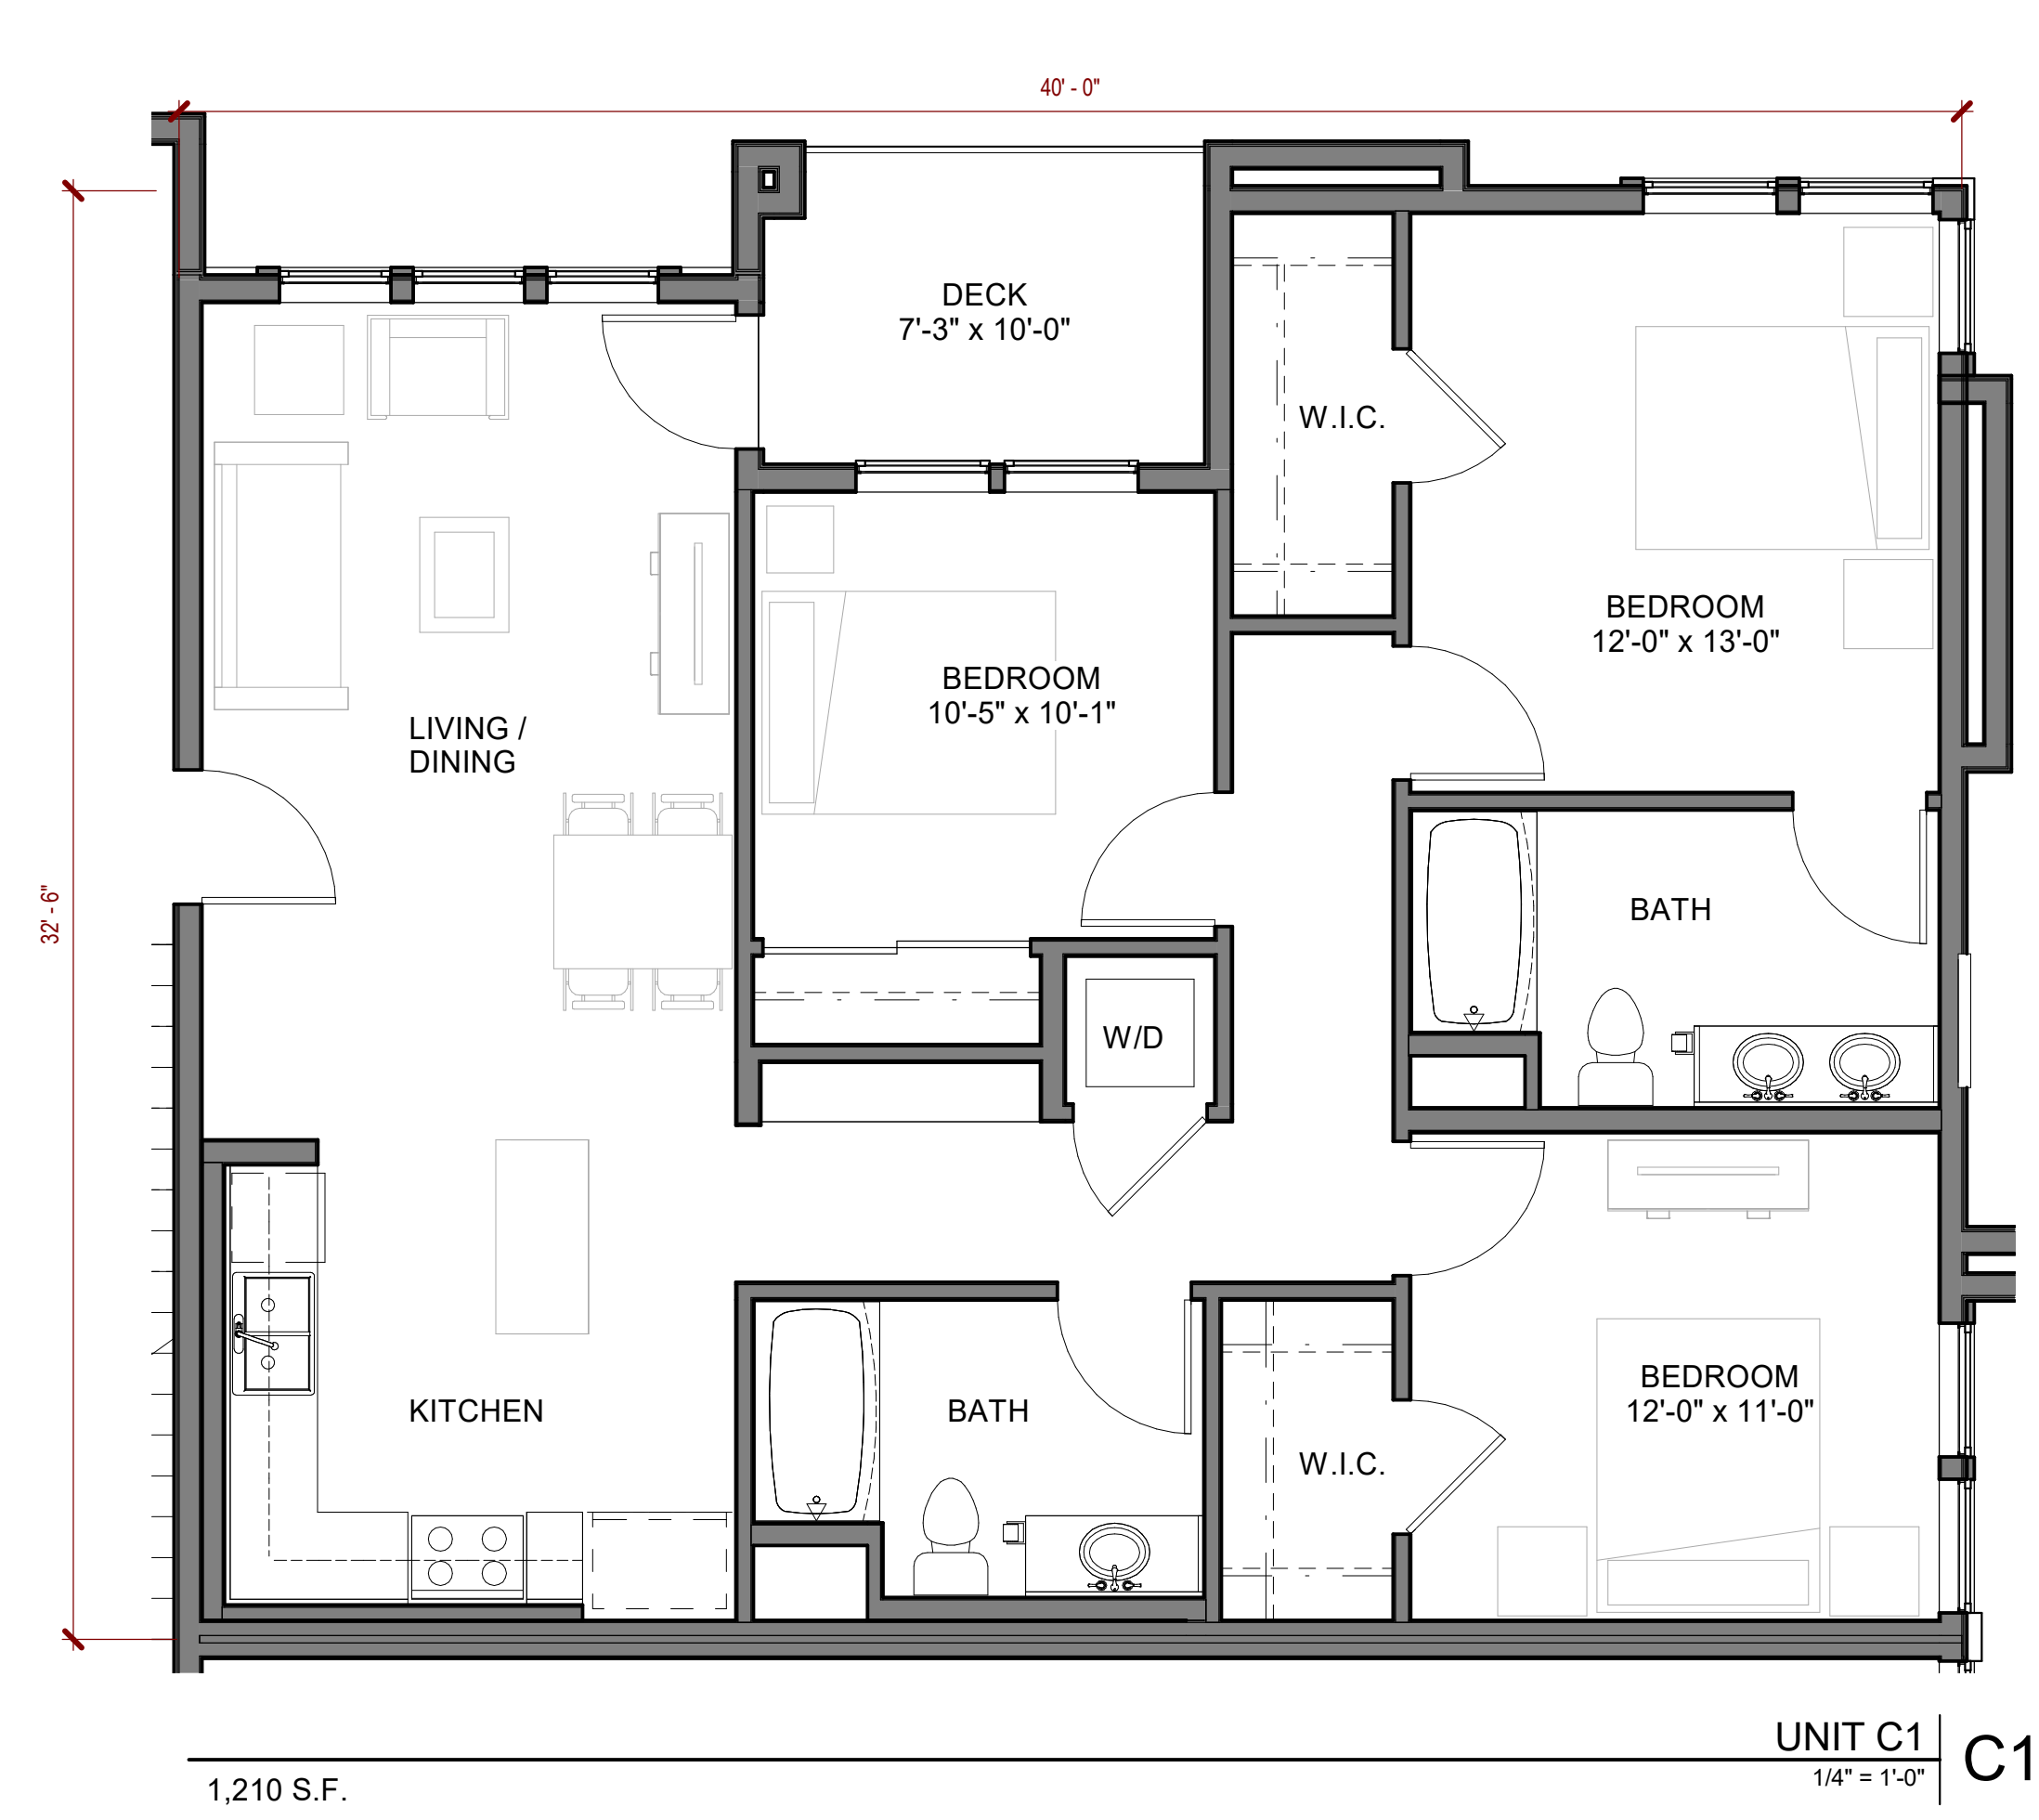 40' - 0"
DECK
7'-3" x 10'-0"
W.I.C.
BEDROOM
12'-0" x 13'-0"
BEDROOM
10'-5" x 10'-1"
LIVING /
DINING
32' - 6"
BATH
W/D
BEDROOM
12'-0" x 11'-0"
KITCHEN
BATH
W.I.C.
UNIT C1
C1
1,210 S.F.
1/4" = 1'-0"